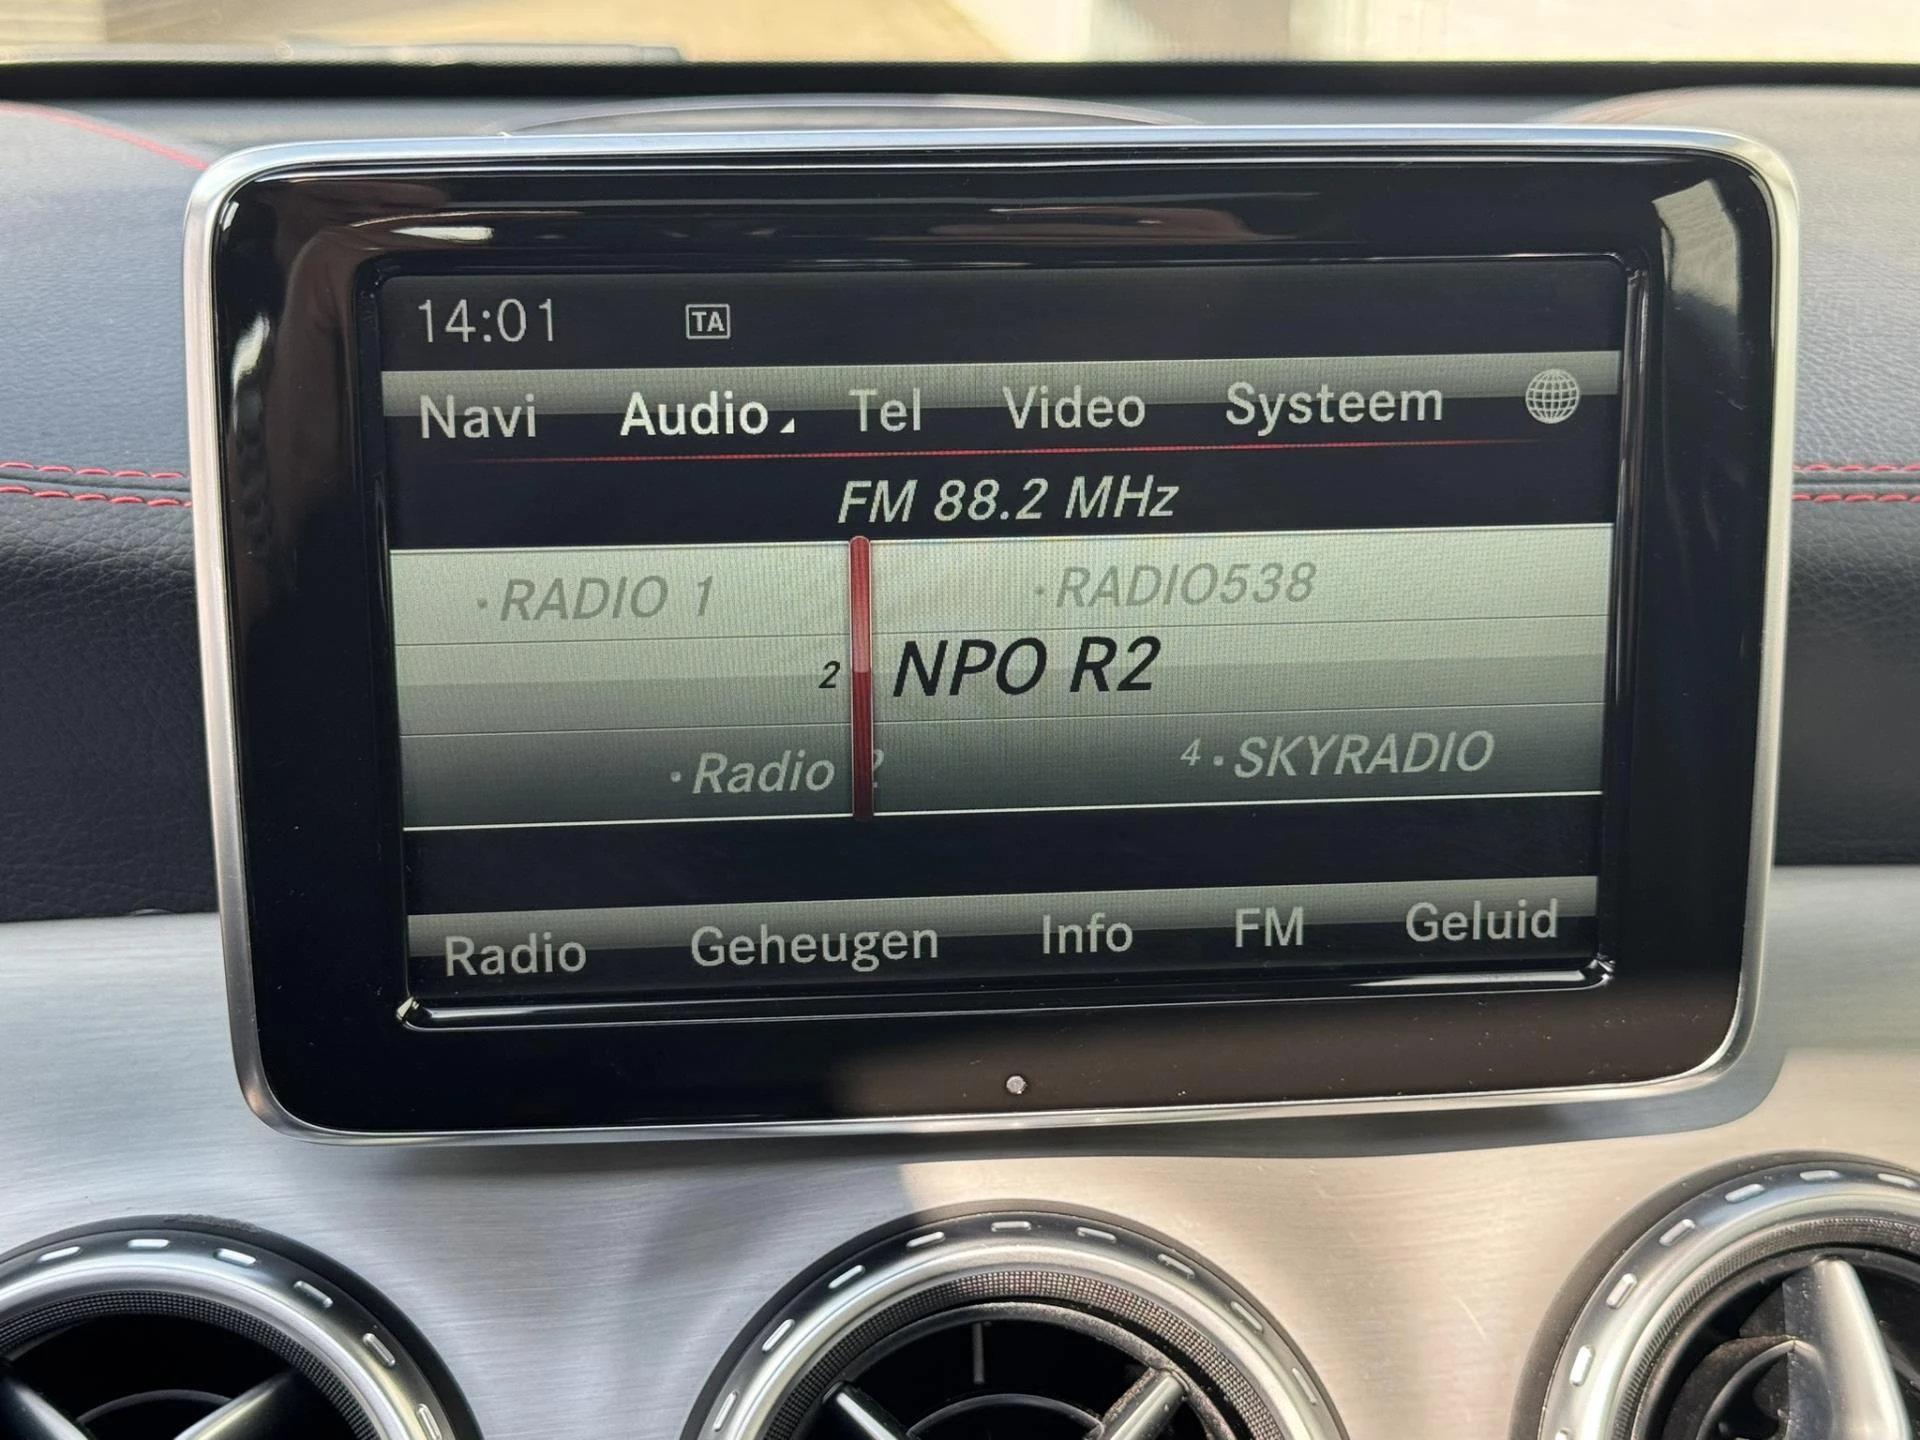 14:01 TA
Navi Audio Tel Video Systeem
FM 88.2 MHz
·RADIO 1 ·RADIO538
2 NPO R2
·Radio 2 4·SKYRADIO
Radio Geheugen Info FM Geluid